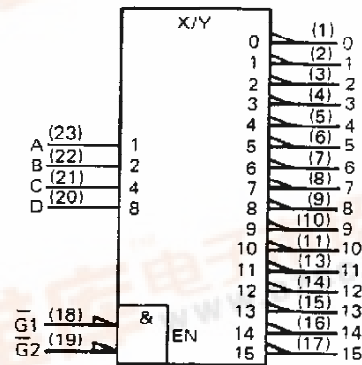 X/Y
0 (1) 0
1 (2) 1
2 (3) 2
3 (4) 3
4 (5) 4
5 (6) 5
6 (7) 6
7 (8) 7
8 (9) 8
9 (10) 9
10 (11) 10
11 (13) 11
12 (14) 12
13 (15) 13
14 (16) 14
15 (17) 15
A (23) 1
B (22) 2
C (21) 4
D (20) 8
&
G̅1 (18)
EN
G̅2 (19)